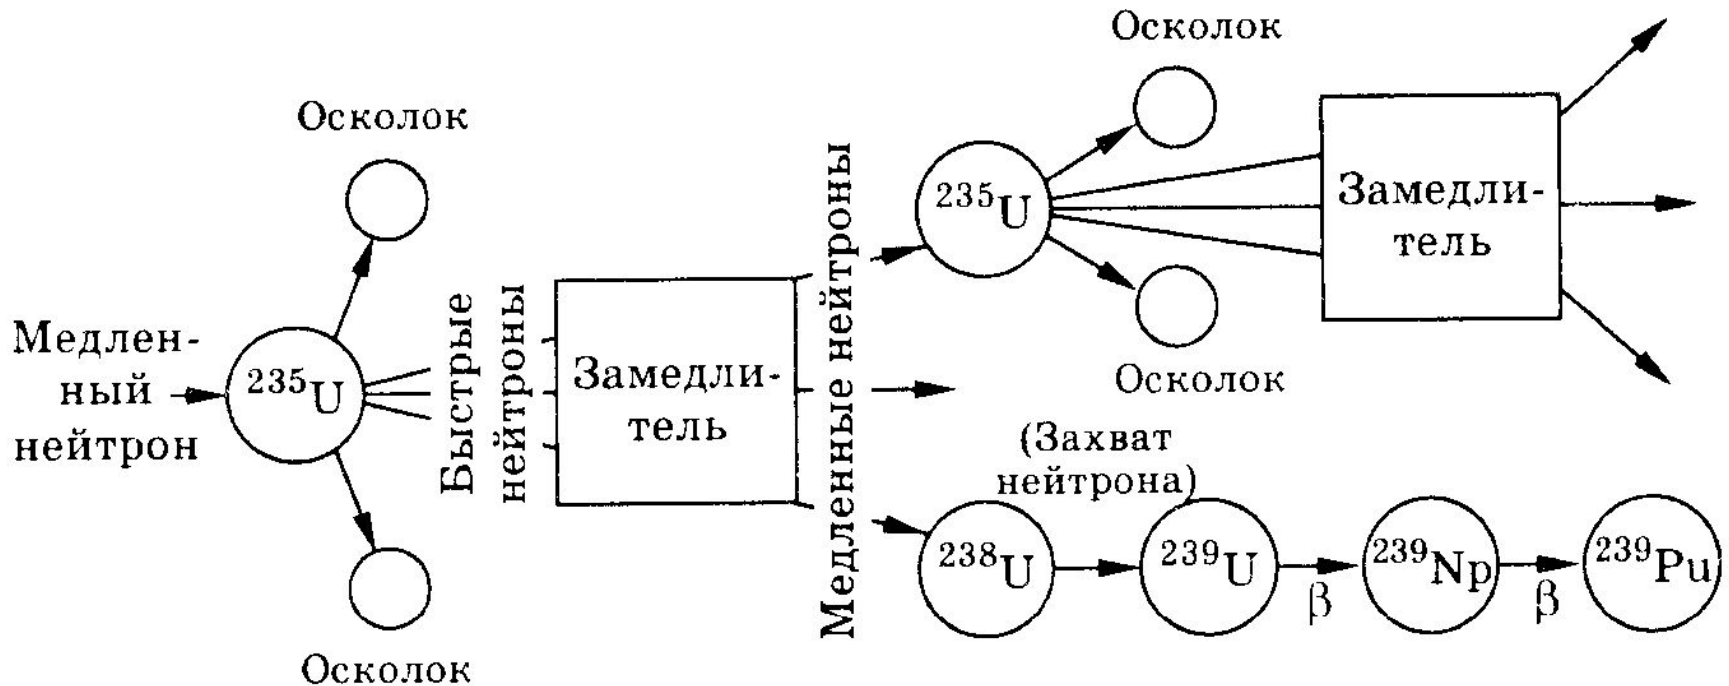 Осколок
Медлен-
ный
нейтрон
²³⁵U
Осколок
Быстрые
нейтроны
Замедли-
тель
Медленные нейтроны
Осколок
²³⁵U
Осколок
Замедли-
тель
(Захват
нейтрона)
²³⁸U
²³⁹U
β
²³⁹Np
β
²³⁹Pu